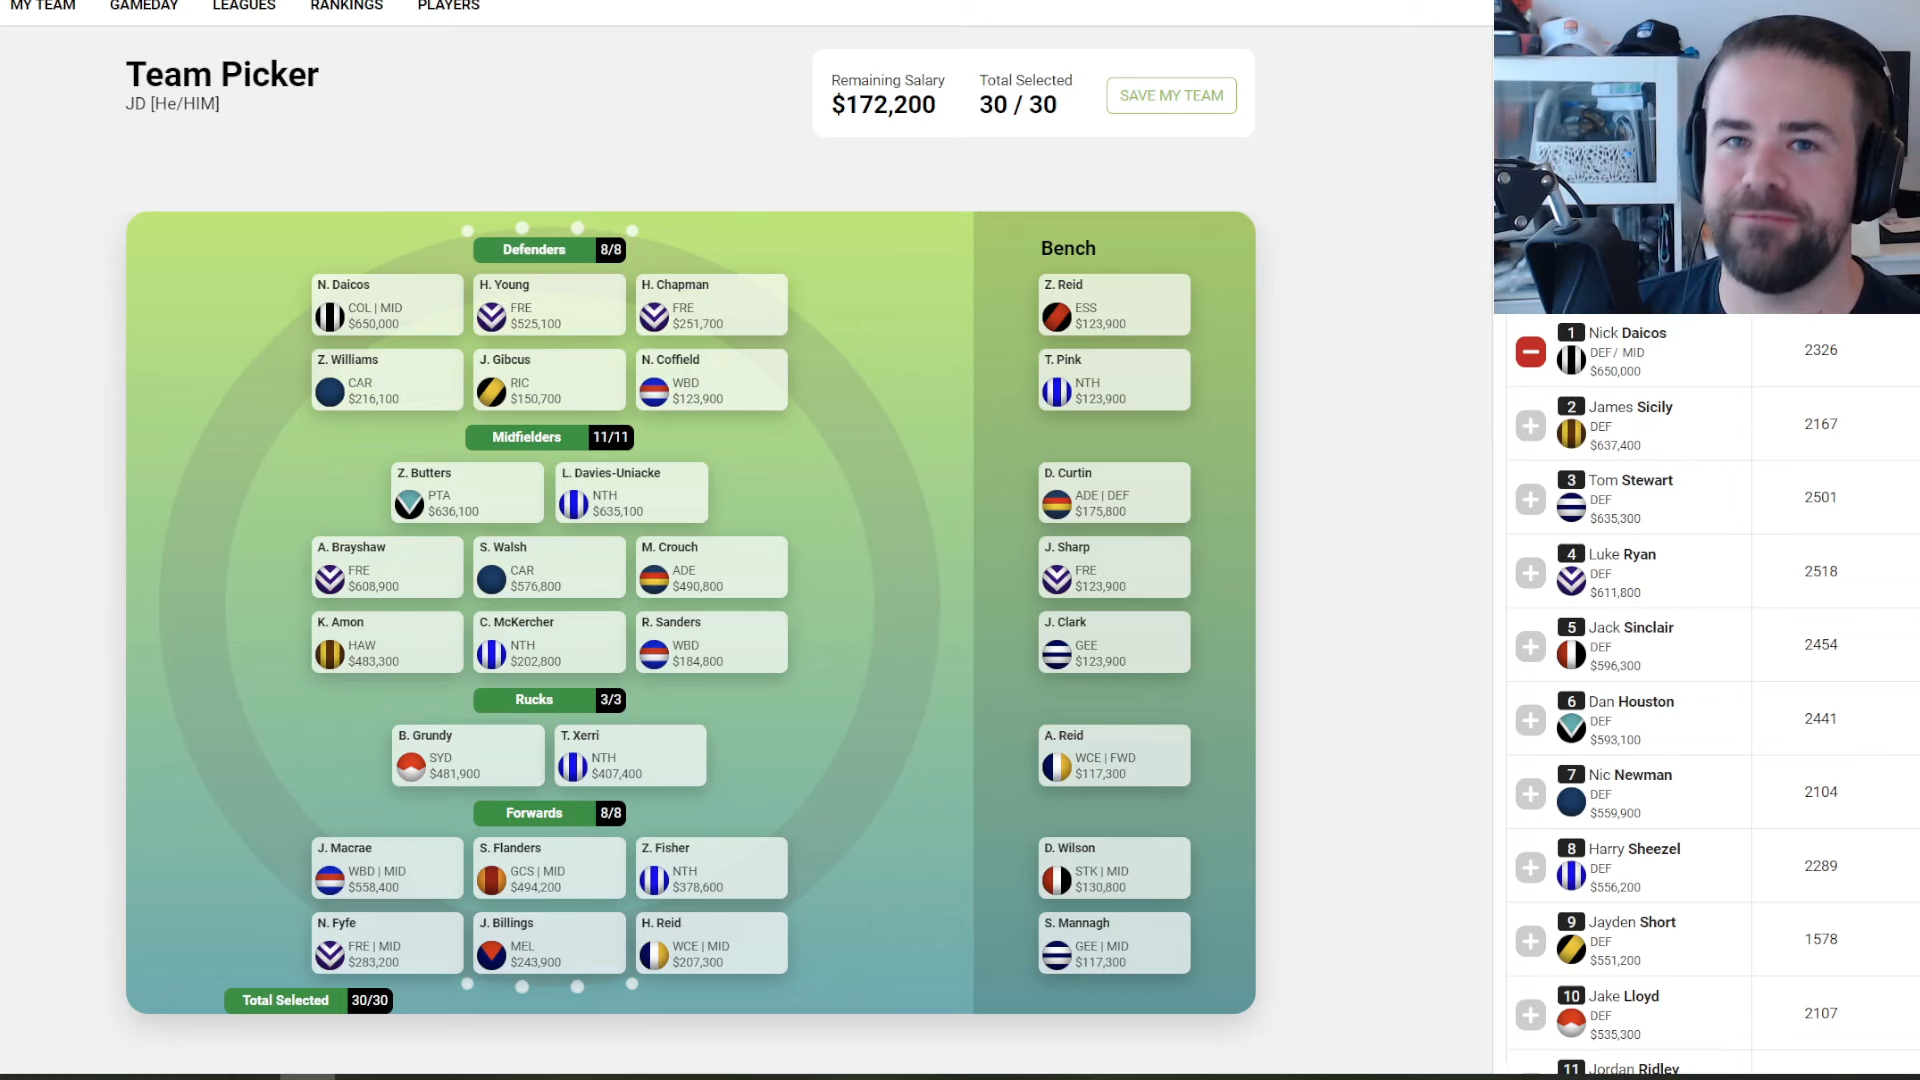 MY TEAM GAMEDAY LEAGUES RANKINGS PLAYERS
Team Picker
JD [He/HIM]
Remaining Salary
$172,200
Total Selected
30 / 30
SAVE MY TEAM
Defenders 8/8
Bench
N. Daicos
COL | MID
$650,000
H. Young
FRE
$525,100
H. Chapman
FRE
$251,700
Z. Reid
ESS
$123,900
Z. Williams
CAR
$216,100
J. Gibcus
RIC
$150,700
N. Coffield
WBD
$123,900
T. Pink
NTH
$123,900
Midfielders 11/11
Z. Butters
PTA
$636,100
L. Davies-Uniacke
NTH
$635,100
D. Curtin
ADE | DEF
$175,800
A. Brayshaw
FRE
$608,900
S. Walsh
CAR
$576,800
M. Crouch
ADE
$490,800
J. Sharp
FRE
$123,900
K. Amon
HAW
$483,300
C. McKercher
NTH
$202,800
R. Sanders
WBD
$184,800
J. Clark
GEE
$123,900
Rucks 3/3
B. Grundy
SYD
$481,900
T. Xerri
NTH
$407,400
A. Reid
WCE | FWD
$117,300
Forwards 8/8
J. Macrae
WBD | MID
$558,400
S. Flanders
GCS | MID
$494,200
Z. Fisher
NTH
$378,600
D. Wilson
STK | MID
$130,800
N. Fyfe
FRE | MID
$283,200
J. Billings
MEL
$243,900
H. Reid
WCE | MID
$207,300
S. Mannagh
GEE | MID
$117,300
Total Selected 30/30
1 Nick Daicos
DEF/ MID
$650,000
2326
2 James Sicily
DEF
$637,400
2167
3 Tom Stewart
DEF
$635,300
2501
4 Luke Ryan
DEF
$611,800
2518
5 Jack Sinclair
DEF
$596,300
2454
6 Dan Houston
DEF
$593,100
2441
7 Nic Newman
DEF
$559,900
2104
8 Harry Sheezel
DEF
$556,200
2289
9 Jayden Short
DEF
$551,200
1578
10 Jake Lloyd
DEF
$535,300
2107
11 Jordan Ridley